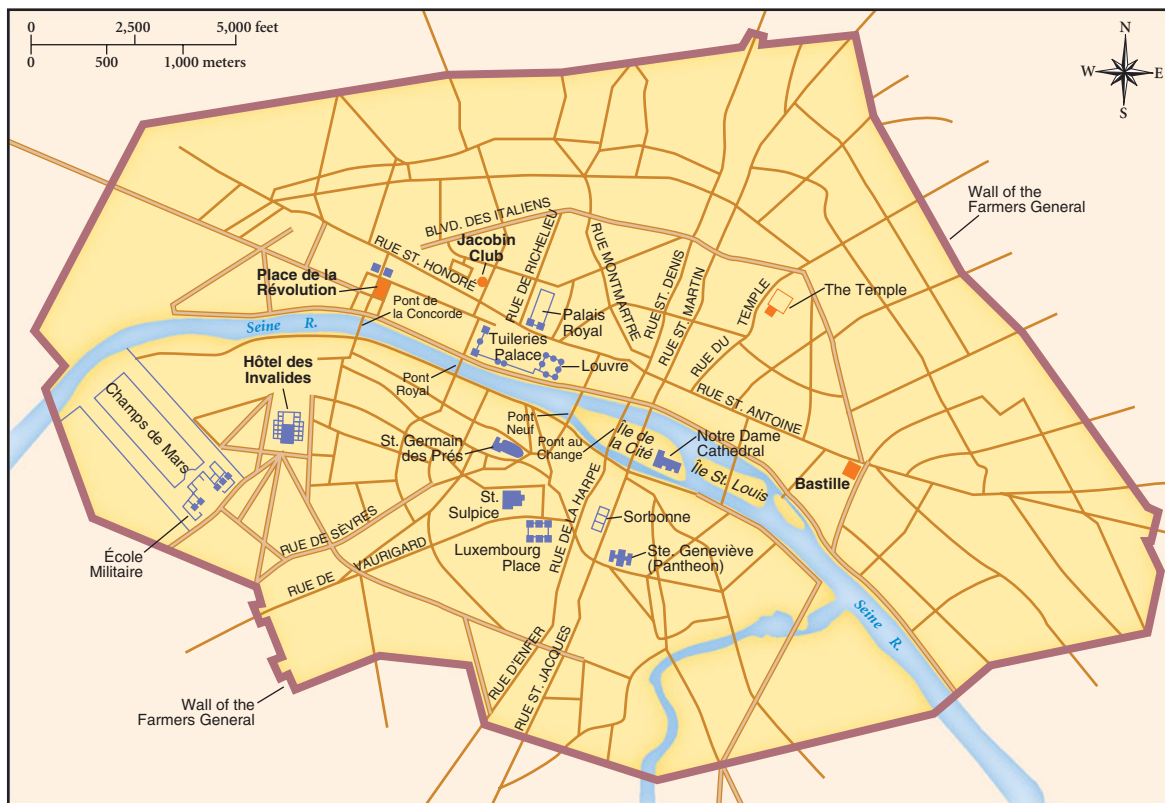 0 2,500 5,000 feet
0 500 1,000 meters
N
W E
S
Wall of the
Farmers General
BLVD. DES ITALIENS
RUE ST. HONORÉ
Jacobin
Club
RUE DE RICHELIEU
RUE MONTMARTRE
RUE ST. DENIS
RUE ST. MARTIN
RUE DU TEMPLE
The Temple
Place de la
Révolution
Pont de
la Concorde
Palais
Royal
Seine R.
Tuileries
Palace
Louvre
Hôtel des
Invalides
Pont
Royal
Champs de Mars
Pont
Neuf
Pont au
Change
RUE ST. ANTOINE
Île de
la Cité
Notre Dame
Cathedral
St. Germain
des Prés
Île St. Louis
Bastille
St.
Sulpice
RUE DE LA HARPE
Sorbonne
École
Militaire
RUE DE SÈVRES
Luxembourg
Place
Ste. Geneviève
(Pantheon)
RUE DE VAURIGARD
Seine R.
RUE D'ENFER
RUE ST. JACQUES
Wall of the
Farmers General